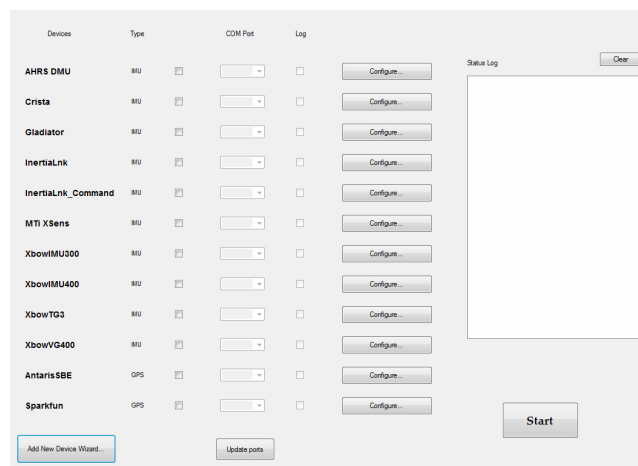 Devices Type COM Port Log
Status Log Clear
AHRS DMU IMU Configure...
Crista IMU Configure...
Gladiator IMU Configure...
InertiaLnk IMU Configure...
InertiaLnk_Command IMU Configure...
MTi XSens IMU Configure...
XbowIMU300 IMU Configure...
XbowIMU400 IMU Configure...
XbowTG3 IMU Configure...
XbowVG400 IMU Configure...
AntarisSBE GPS Configure...
Sparkfun GPS Configure...
Start
Add New Device Wizard... Update ports